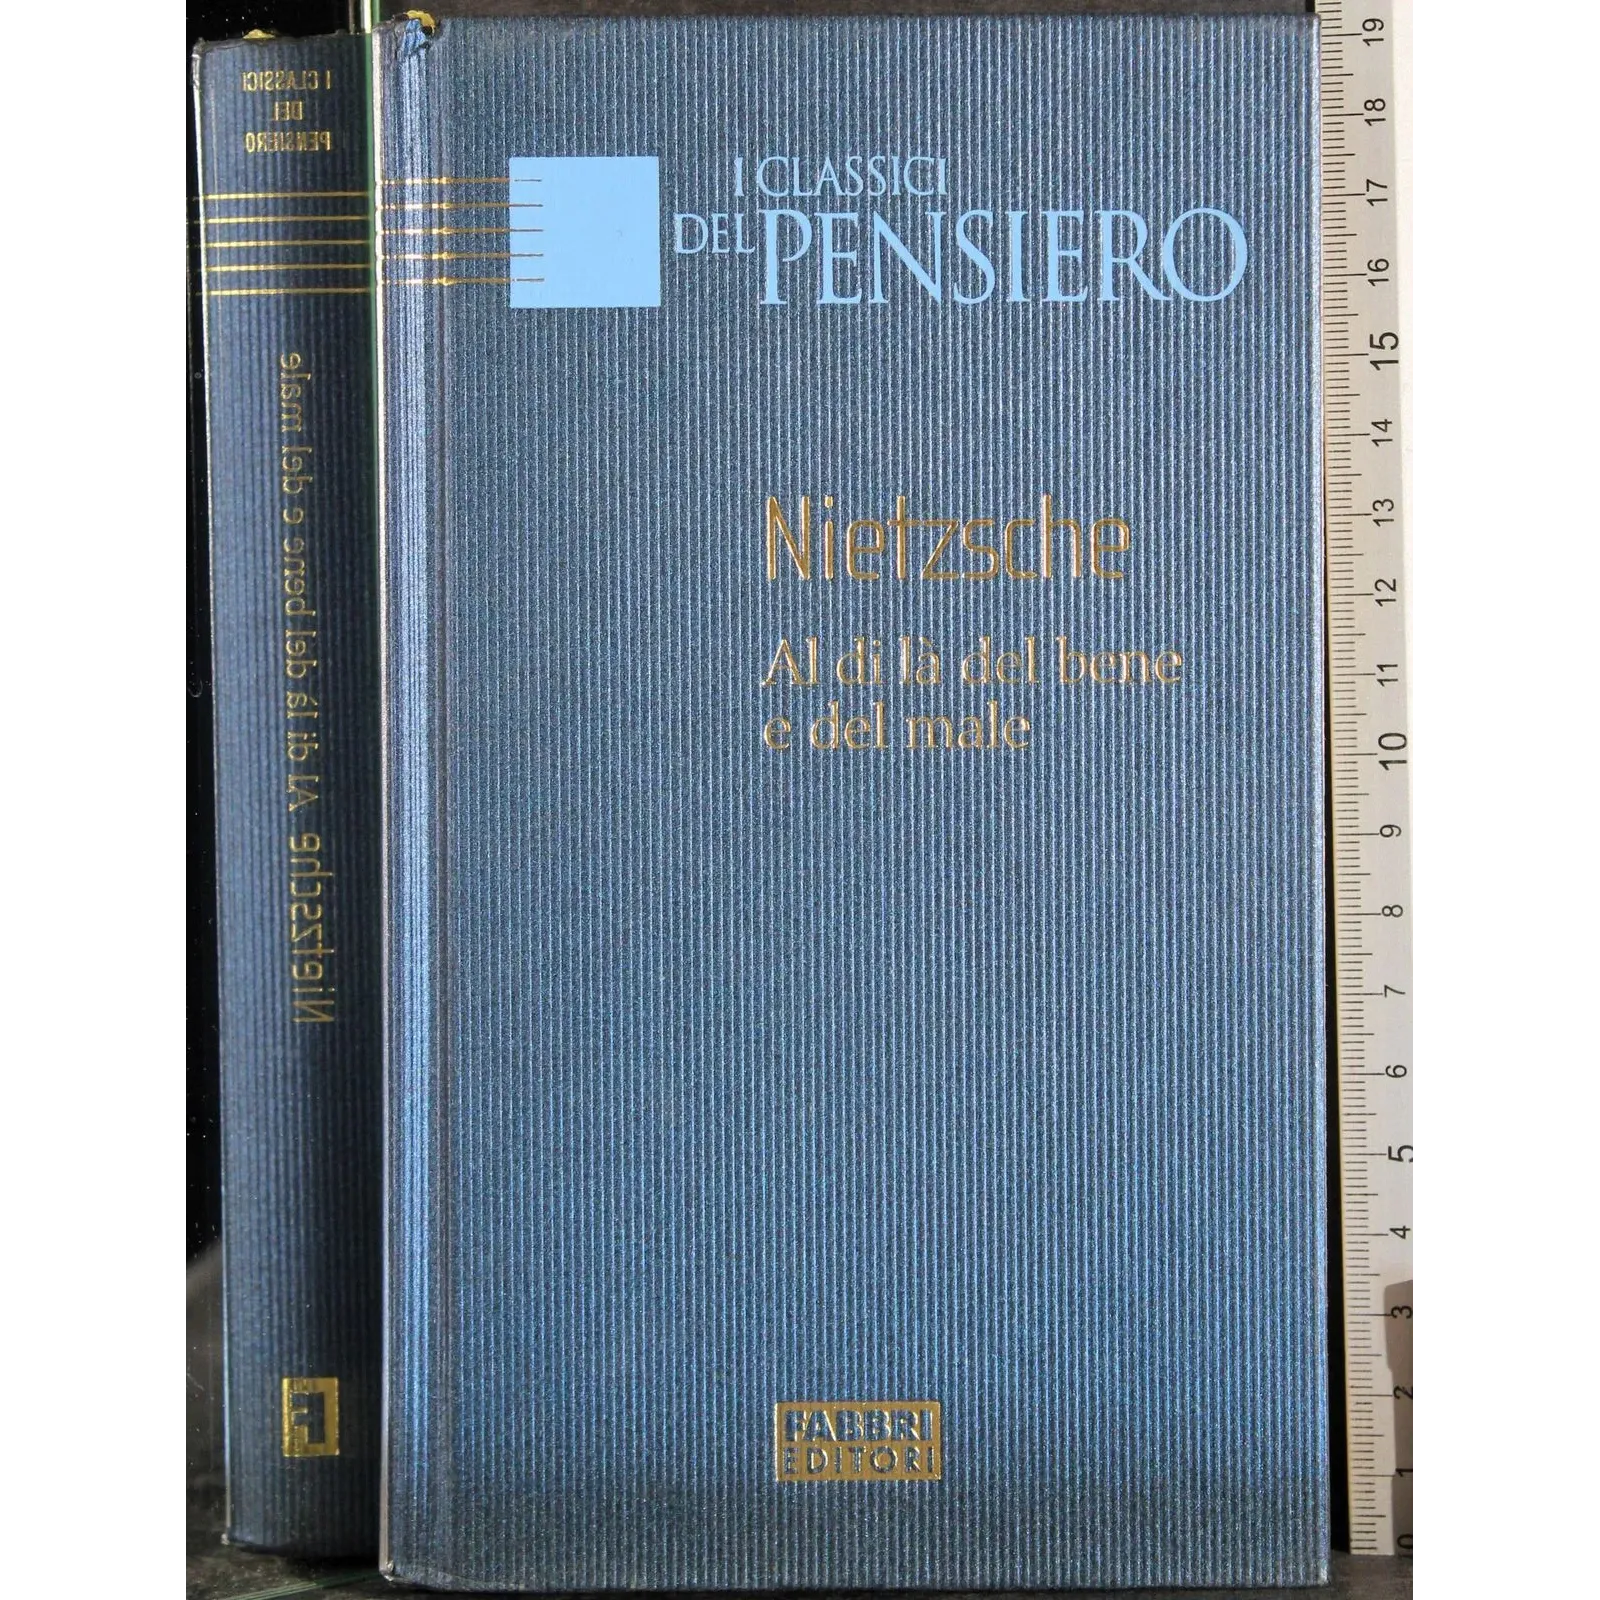 I CLASSICI
DEL PENSIERO
Nietzsche
Al di là del bene
e del male
FABBRI
EDITORI
I CLASSICI
DEL
PENSIERO
Nietzsche Al di là del bene e del male
19
18
17
16
15
14
13
12
11
10
9
8
7
6
5
4
3
2
1
0